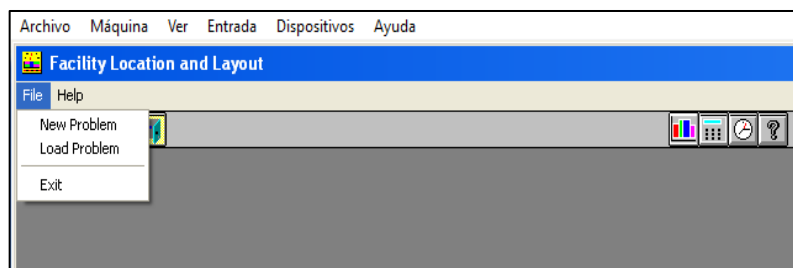 Archivo Máquina Ver Entrada Dispositivos Ayuda
Facility Location and Layout
File Help
New Problem
Load Problem
Exit
?